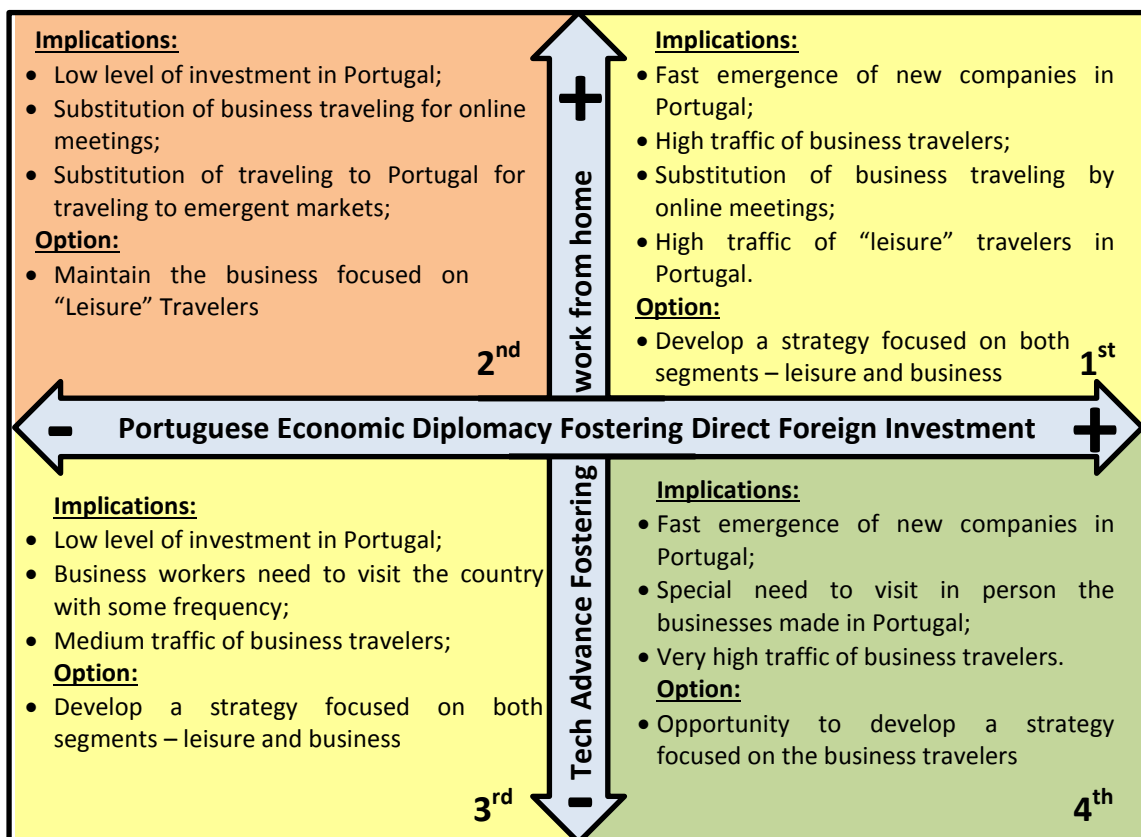 Implications:
• Low level of investment in Portugal;
• Substitution of business traveling for online
meetings;
• Substitution of traveling to Portugal for
traveling to emergent markets;
Option:
• Maintain the business focused on
“Leisure” Travelers
2nd
Implications:
• Fast emergence of new companies in
Portugal;
• High traffic of business travelers;
• Substitution of business traveling by
online meetings;
• High traffic of “leisure” travelers in
Portugal.
Option:
• Develop a strategy focused on both
segments – leisure and business
1st
+
Tech Advance Fostering work from home
-
- Portuguese Economic Diplomacy Fostering Direct Foreign Investment +
Implications:
• Low level of investment in Portugal;
• Business workers need to visit the country
with some frequency;
• Medium traffic of business travelers;
Option:
• Develop a strategy focused on both
segments – leisure and business
3rd
Implications:
• Fast emergence of new companies in
Portugal;
• Special need to visit in person the
businesses made in Portugal;
• Very high traffic of business travelers.
Option:
• Opportunity to develop a strategy
focused on the business travelers
4th